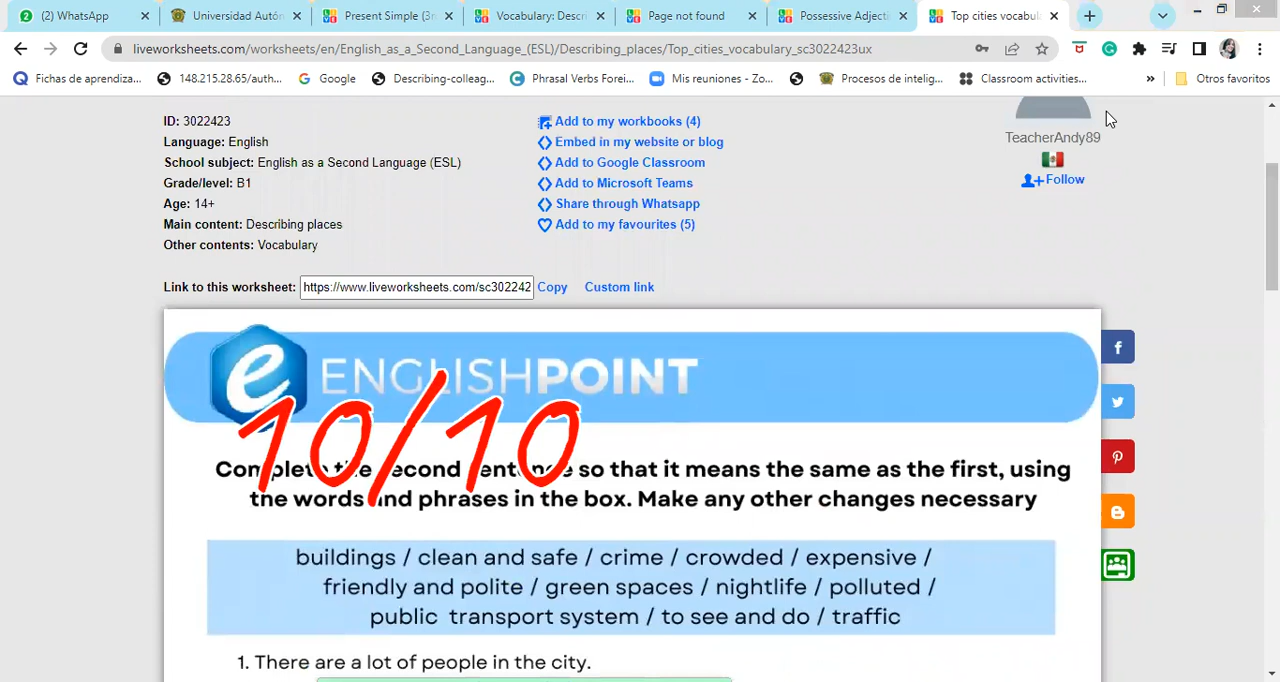 (2) WhatsApp
Universidad Autón
Present Simple (3r
Vocabulary: Descri
Page not found
Possessive Adjecti
Top cities vocabul
liveworksheets.com/worksheets/en/English_as_a_Second_Language_(ESL)/Describing_places/Top_cities_vocabulary_sc3022423ux
Fichas de aprendiza...
148.215.28.65/auth...
Google
Describing-colleag...
Phrasal Verbs Forei...
Mis reuniones - Zo...
Procesos de intelig...
Classroom activities...
»
Otros favoritos
ID: 3022423
Language: English
School subject: English as a Second Language (ESL)
Grade/level: B1
Age: 14+
Main content: Describing places
Other contents: Vocabulary
Add to my workbooks (4)
Embed in my website or blog
Add to Google Classroom
Add to Microsoft Teams
Share through Whatsapp
Add to my favourites (5)
TeacherAndy89
Follow
Link to this worksheet: https://www.liveworksheets.com/sc302242 Copy Custom link
e ENGLISHPOINT
10/10
Complete the second sentence so that it means the same as the first, using
the words and phrases in the box. Make any other changes necessary
buildings / clean and safe / crime / crowded / expensive /
friendly and polite / green spaces / nightlife / polluted /
public transport system / to see and do / traffic
1. There are a lot of people in the city.